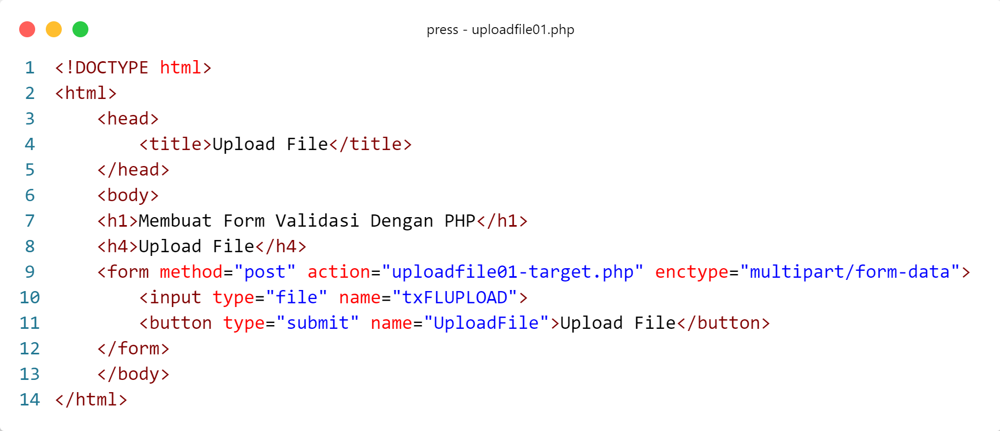 press - uploadfile01.php
1 <!DOCTYPE html>
2 <html>
3     <head>
4         <title>Upload File</title>
5     </head>
6     <body>
7     <h1>Membuat Form Validasi Dengan PHP</h1>
8     <h4>Upload File</h4>
9     <form method="post" action="uploadfile01-target.php" enctype="multipart/form-data">
10         <input type="file" name="txFLUPLOAD">
11         <button type="submit" name="UploadFile">Upload File</button>
12     </form>
13     </body>
14 </html>